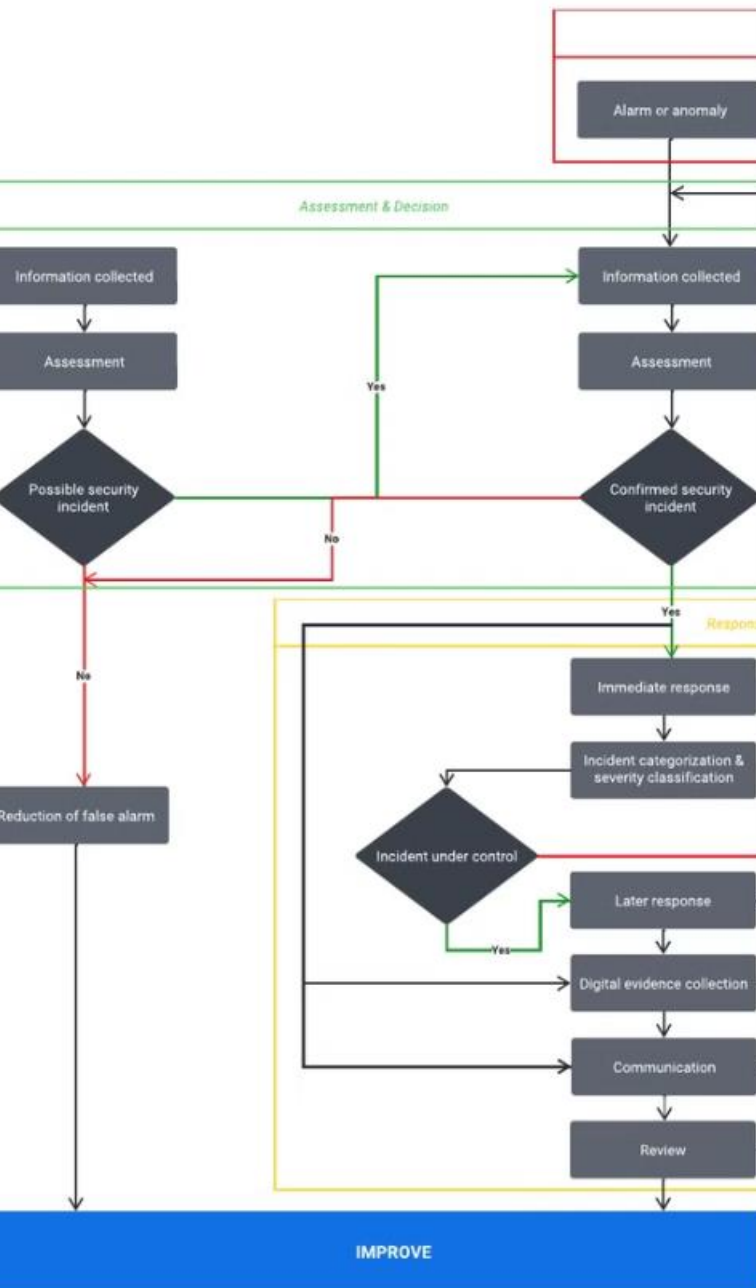 Alarm or anomaly
Assessment & Decision
Information collected
Information collected
Assessment
Yes
Assessment
Possible security
incident
Confirmed security
incident
No
Yes
No
Immediate response
Incident categorization &
severity classification
Reduction of false alarm
Incident under control
Later response
Yes
Digital evidence collection
Communication
Review
IMPROVE